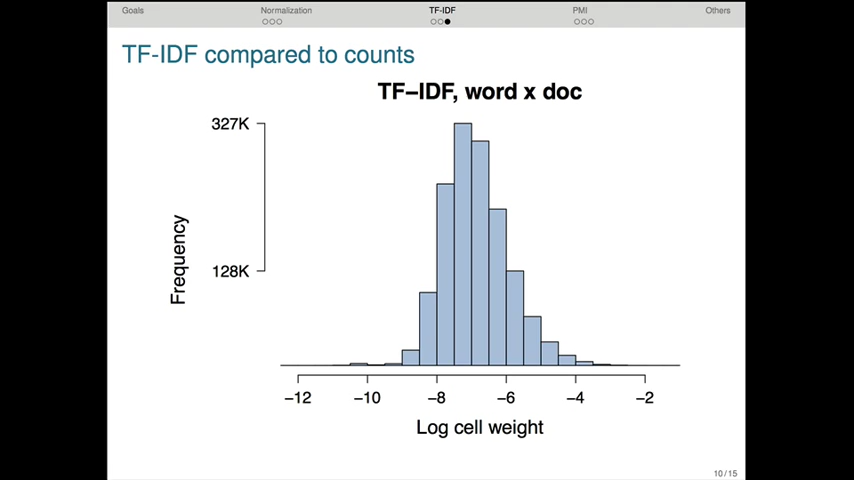 Goals Normalization TF-IDF PMI Others
TF-IDF compared to counts
TF−IDF, word x doc
327K
128K
Frequency
−12 −10 −8 −6 −4 −2
Log cell weight
10 / 15